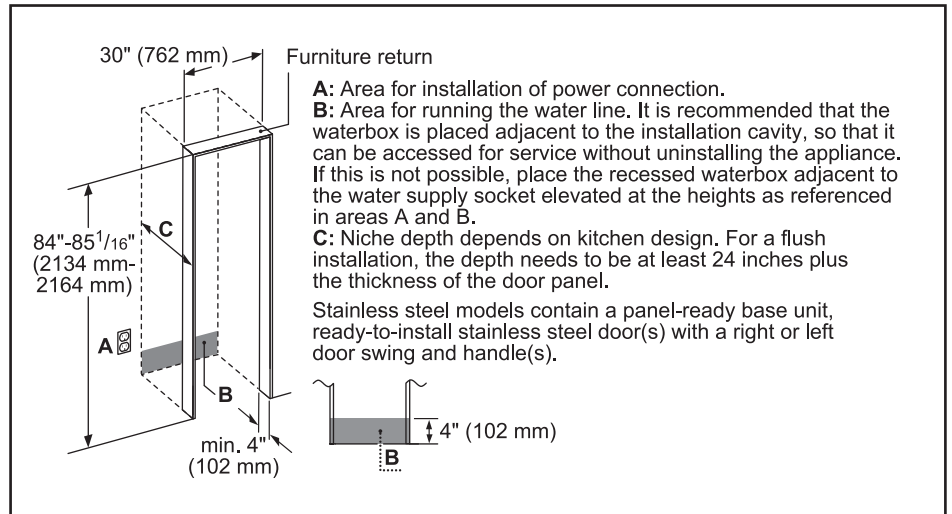 30" (762 mm)
Furniture return
A: Area for installation of power connection.
B: Area for running the water line. It is recommended that the
waterbox is placed adjacent to the installation cavity, so that it
can be accessed for service without uninstalling the appliance.
If this is not possible, place the recessed waterbox adjacent to
the water supply socket elevated at the heights as referenced
in areas A and B.
C: Niche depth depends on kitchen design. For a flush
installation, the depth needs to be at least 24 inches plus
the thickness of the door panel.
Stainless steel models contain a panel-ready base unit,
ready-to-install stainless steel door(s) with a right or left
door swing and handle(s).
C
84"-85 1/16"
(2134 mm-
2164 mm)
A
B
min. 4"
(102 mm)
4" (102 mm)
B